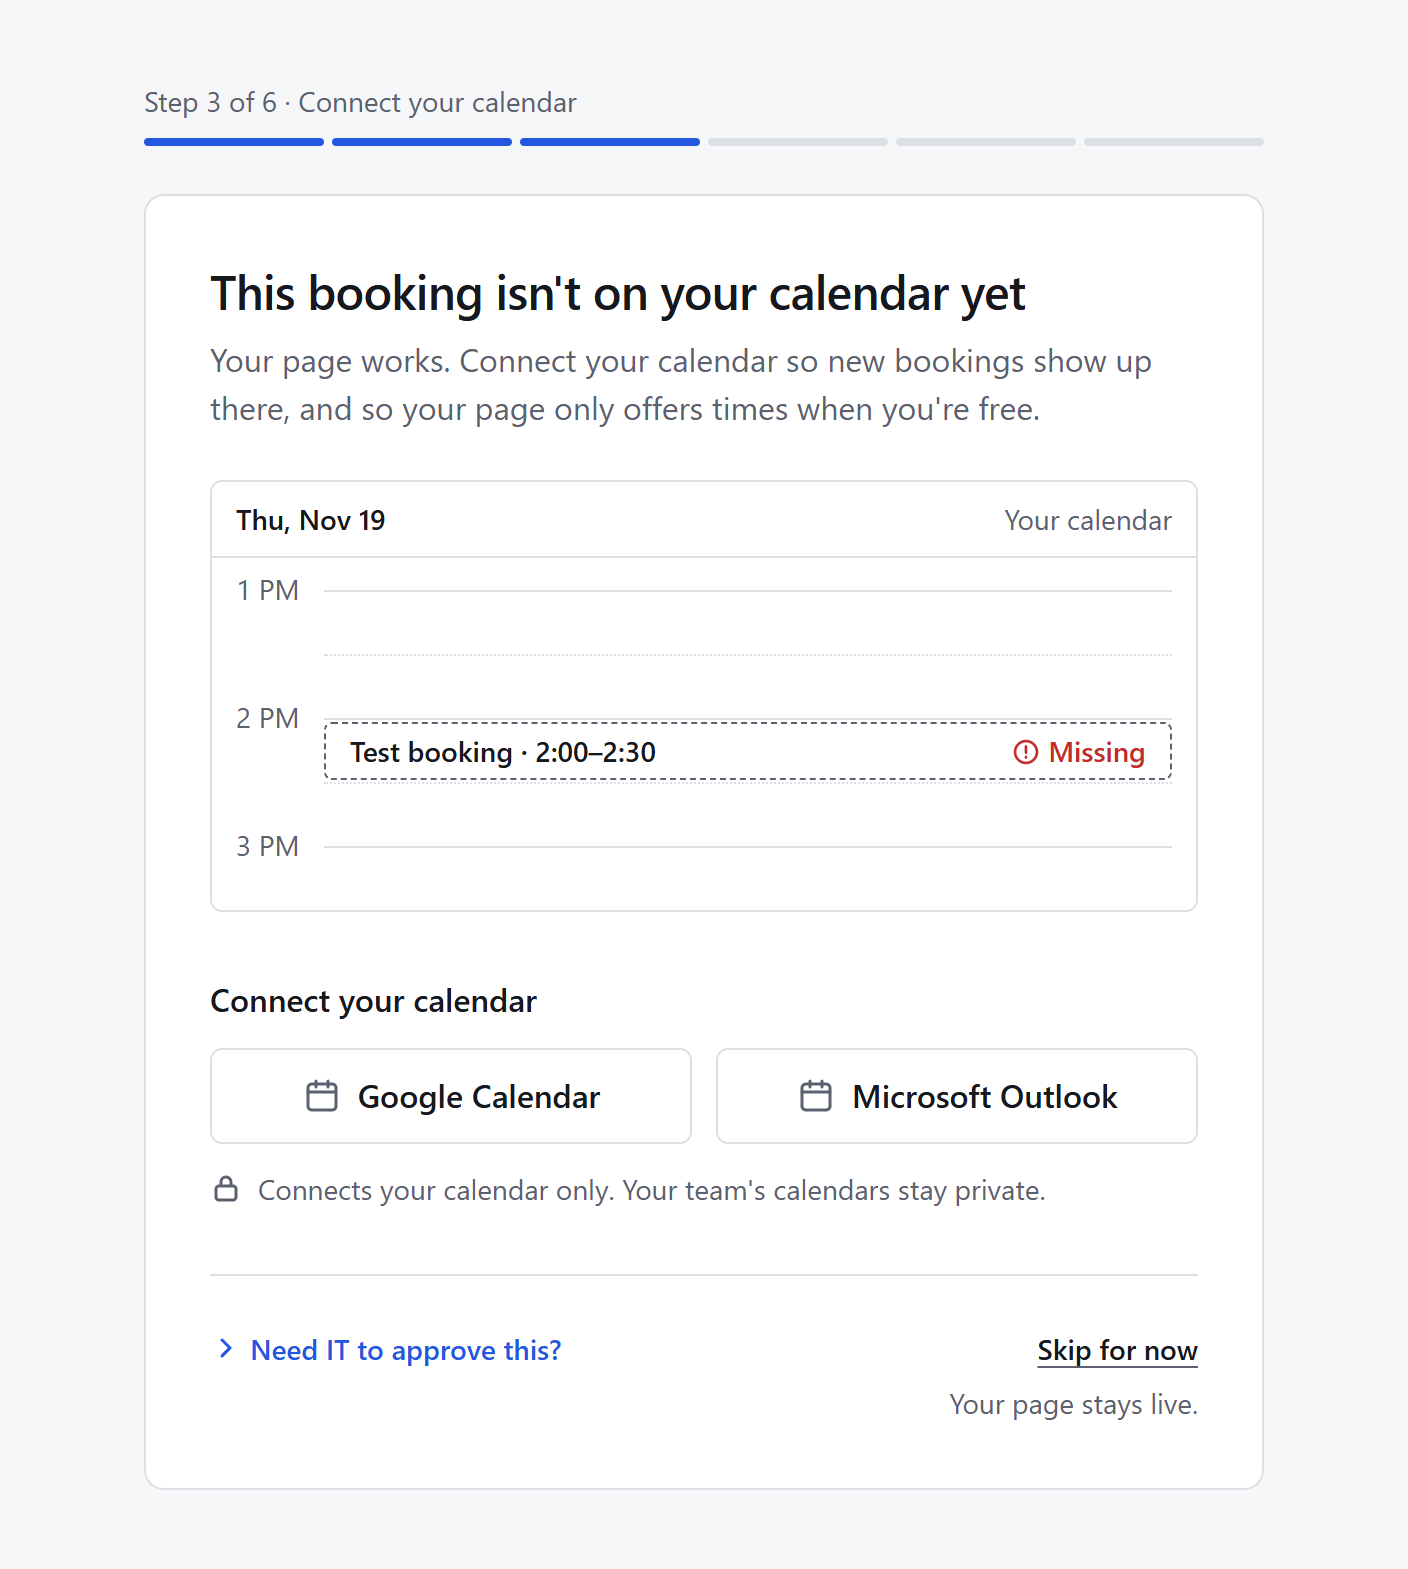 Step 3 of 6 · Connect your calendar
This booking isn't on your calendar yet
Your page works. Connect your calendar so new bookings show up
there, and so your page only offers times when you're free.
Thu, Nov 19
Your calendar
1 PM
2 PM
Test booking · 2:00–2:30
Missing
3 PM
Connect your calendar
Google Calendar
Microsoft Outlook
Connects your calendar only. Your team's calendars stay private.
Need IT to approve this?
Skip for now
Your page stays live.